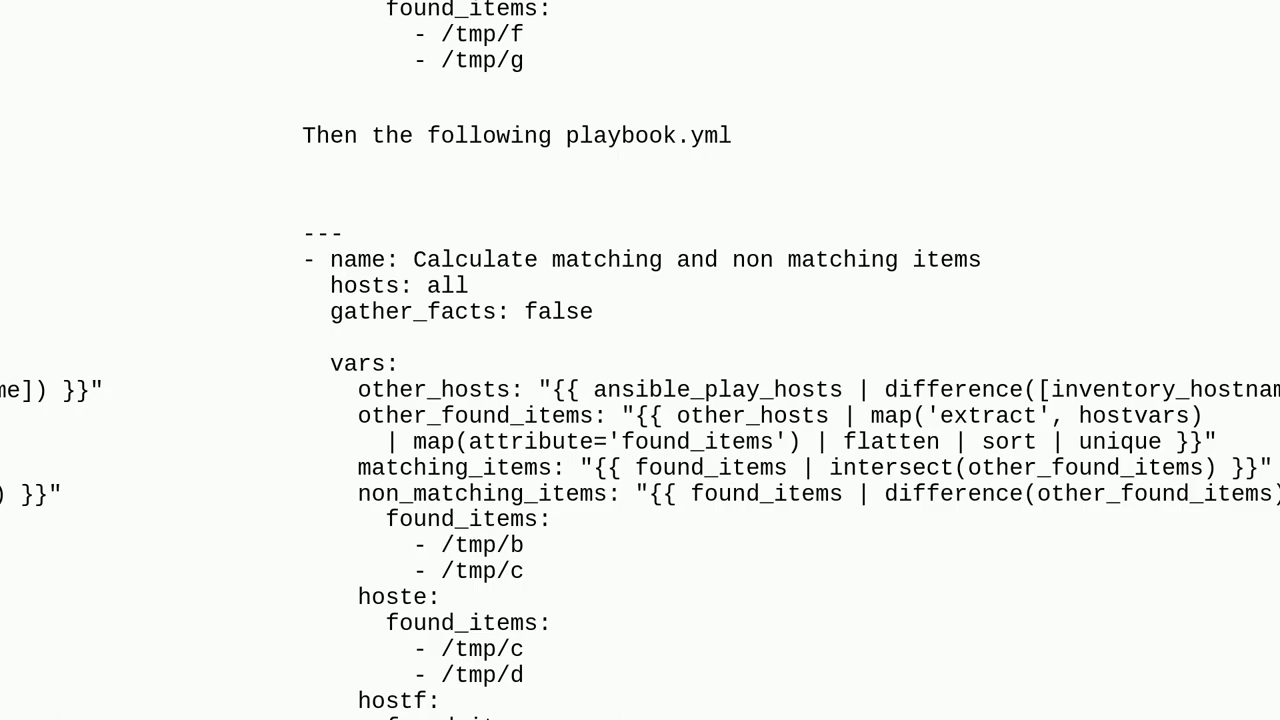 found_items:
- /tmp/f
- /tmp/g
Then the following playbook.yml
---
- name: Calculate matching and non matching items
hosts: all
gather_facts: false
vars:
me]) }}"
other_hosts: "{{ ansible_play_hosts | difference([inventory_hostnam
other_found_items: "{{ other_hosts | map('extract', hostvars)
| map(attribute='found_items') | flatten | sort | unique }}"
matching_items: "{{ found_items | intersect(other_found_items) }}"
) }}"
non_matching_items: "{{ found_items | difference(other_found_items)
found_items:
- /tmp/b
- /tmp/c
hoste:
found_items:
- /tmp/c
- /tmp/d
hostf: